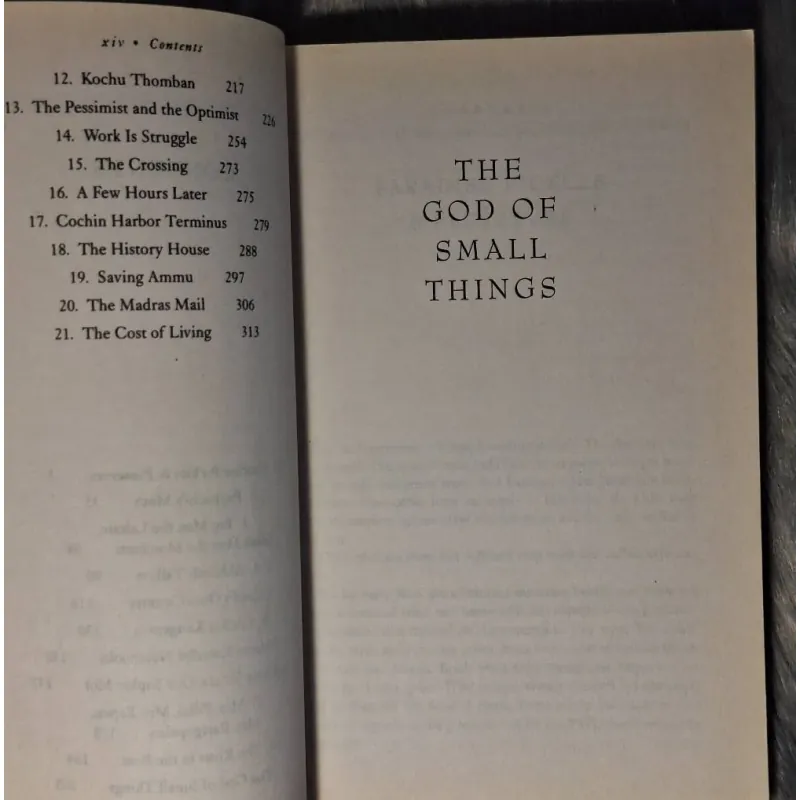 xiv • Contents
12. Kochu Thomban 217
13. The Pessimist and the Optimist 226
14. Work Is Struggle 254
15. The Crossing 273
16. A Few Hours Later 275
17. Cochin Harbor Terminus 279
18. The History House 288
19. Saving Ammu 297
20. The Madras Mail 306
21. The Cost of Living 313
THE
GOD OF
SMALL
THINGS